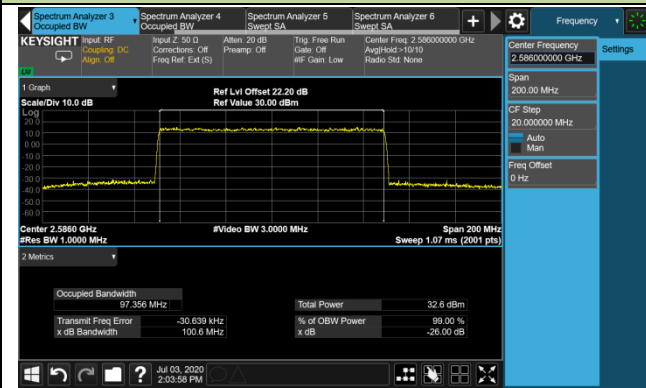 Spectrum Analyzer 3
Occupied BW
Spectrum Analyzer 4
Occupied BW
Spectrum Analyzer 5
Swept SA
Spectrum Analyzer 6
Swept SA
Frequency
KEYSIGHT
Input: RF
Coupling: DC
Align: Off
Input Z: 50 Ω
Corrections: Off
Freq Ref: Ext (S)
Atten: 20 dB
Preamp: Off
Trig: Free Run
Gate: Off
#IF Gain: Low
Center Freq: 2.586000000 GHz
Avg|Hold:>10/10
Radio Std: None
Center Frequency
2.586000000 GHz
Settings
Span
200.00 MHz
CF Step
20.000000 MHz
Auto
Man
Freq Offset
0 Hz
1 Graph
Scale/Div 10.0 dB
Ref Lvl Offset 22.20 dB
Ref Value 30.00 dBm
Log
20.0
10.0
0.00
-10.0
-20.0
-30.0
-40.0
-50.0
-60.0
Center 2.5860 GHz
#Res BW 1.0000 MHz
#Video BW 3.0000 MHz
Span 200 MHz
Sweep 1.07 ms (2001 pts)
2 Metrics
Occupied Bandwidth
97.356 MHz
Total Power 32.6 dBm
Transmit Freq Error -30.639 kHz
% of OBW Power 99.00 %
x dB Bandwidth 100.6 MHz
x dB -26.00 dB
?
Jul 03, 2020
2:03:58 PM